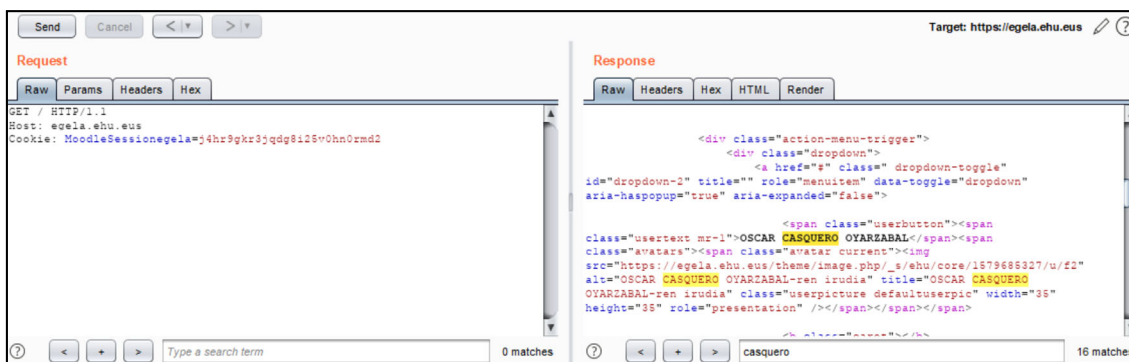 Send Cancel < > Target: https://egela.ehu.eus
Request
Raw Params Headers Hex
GET / HTTP/1.1
Host: egela.ehu.eus
Cookie: MoodleSessionegela=j4hr9gkr3jqdg8i25v0hn0rmd2
? < + > Type a search term 0 matches
Response
Raw Headers Hex HTML Render
<div class="action-menu-trigger">
<div class="dropdown">
<a href="#" class=" dropdown-toggle"
id="dropdown-2" title="" role="menuitem" data-toggle="dropdown"
aria-haspopup="true" aria-expanded="false">
<span class="userbutton"><span
class="usertext mr-1">OSCAR CASQUERO OYARZABAL</span><span
class="avatars"><span class="avatar current"><img
src="https://egela.ehu.eus/theme/image.php/_s/ehu/core/1579685327/u/f2"
alt="OSCAR CASQUERO OYARZABAL-ren irudia" title="OSCAR CASQUERO
OYARZABAL-ren irudia" class="userpicture defaultuserpic" width="35"
height="35" role="presentation" /></span></span></span>
? < + > casquero 16 matches